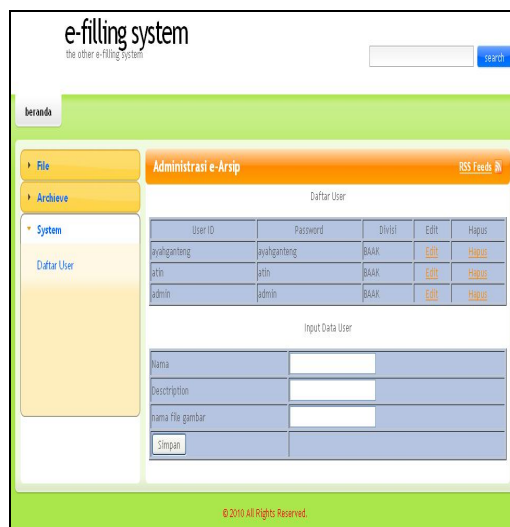 e-filling system
the other e-filling system
search
beranda
File
Archieve
System
Daftar User
Administrasi e-Arsip
RSS Feeds
Daftar User
User ID Password Divisi Edit Hapus
ayahganteng ayahganteng BAAK Edit Hapus
atin atin BAAK Edit Hapus
admin admin BAAK Edit Hapus
Input Data User
Nama
Desctription
nama file gambar
Simpan
© 2010 All Rights Reserved.